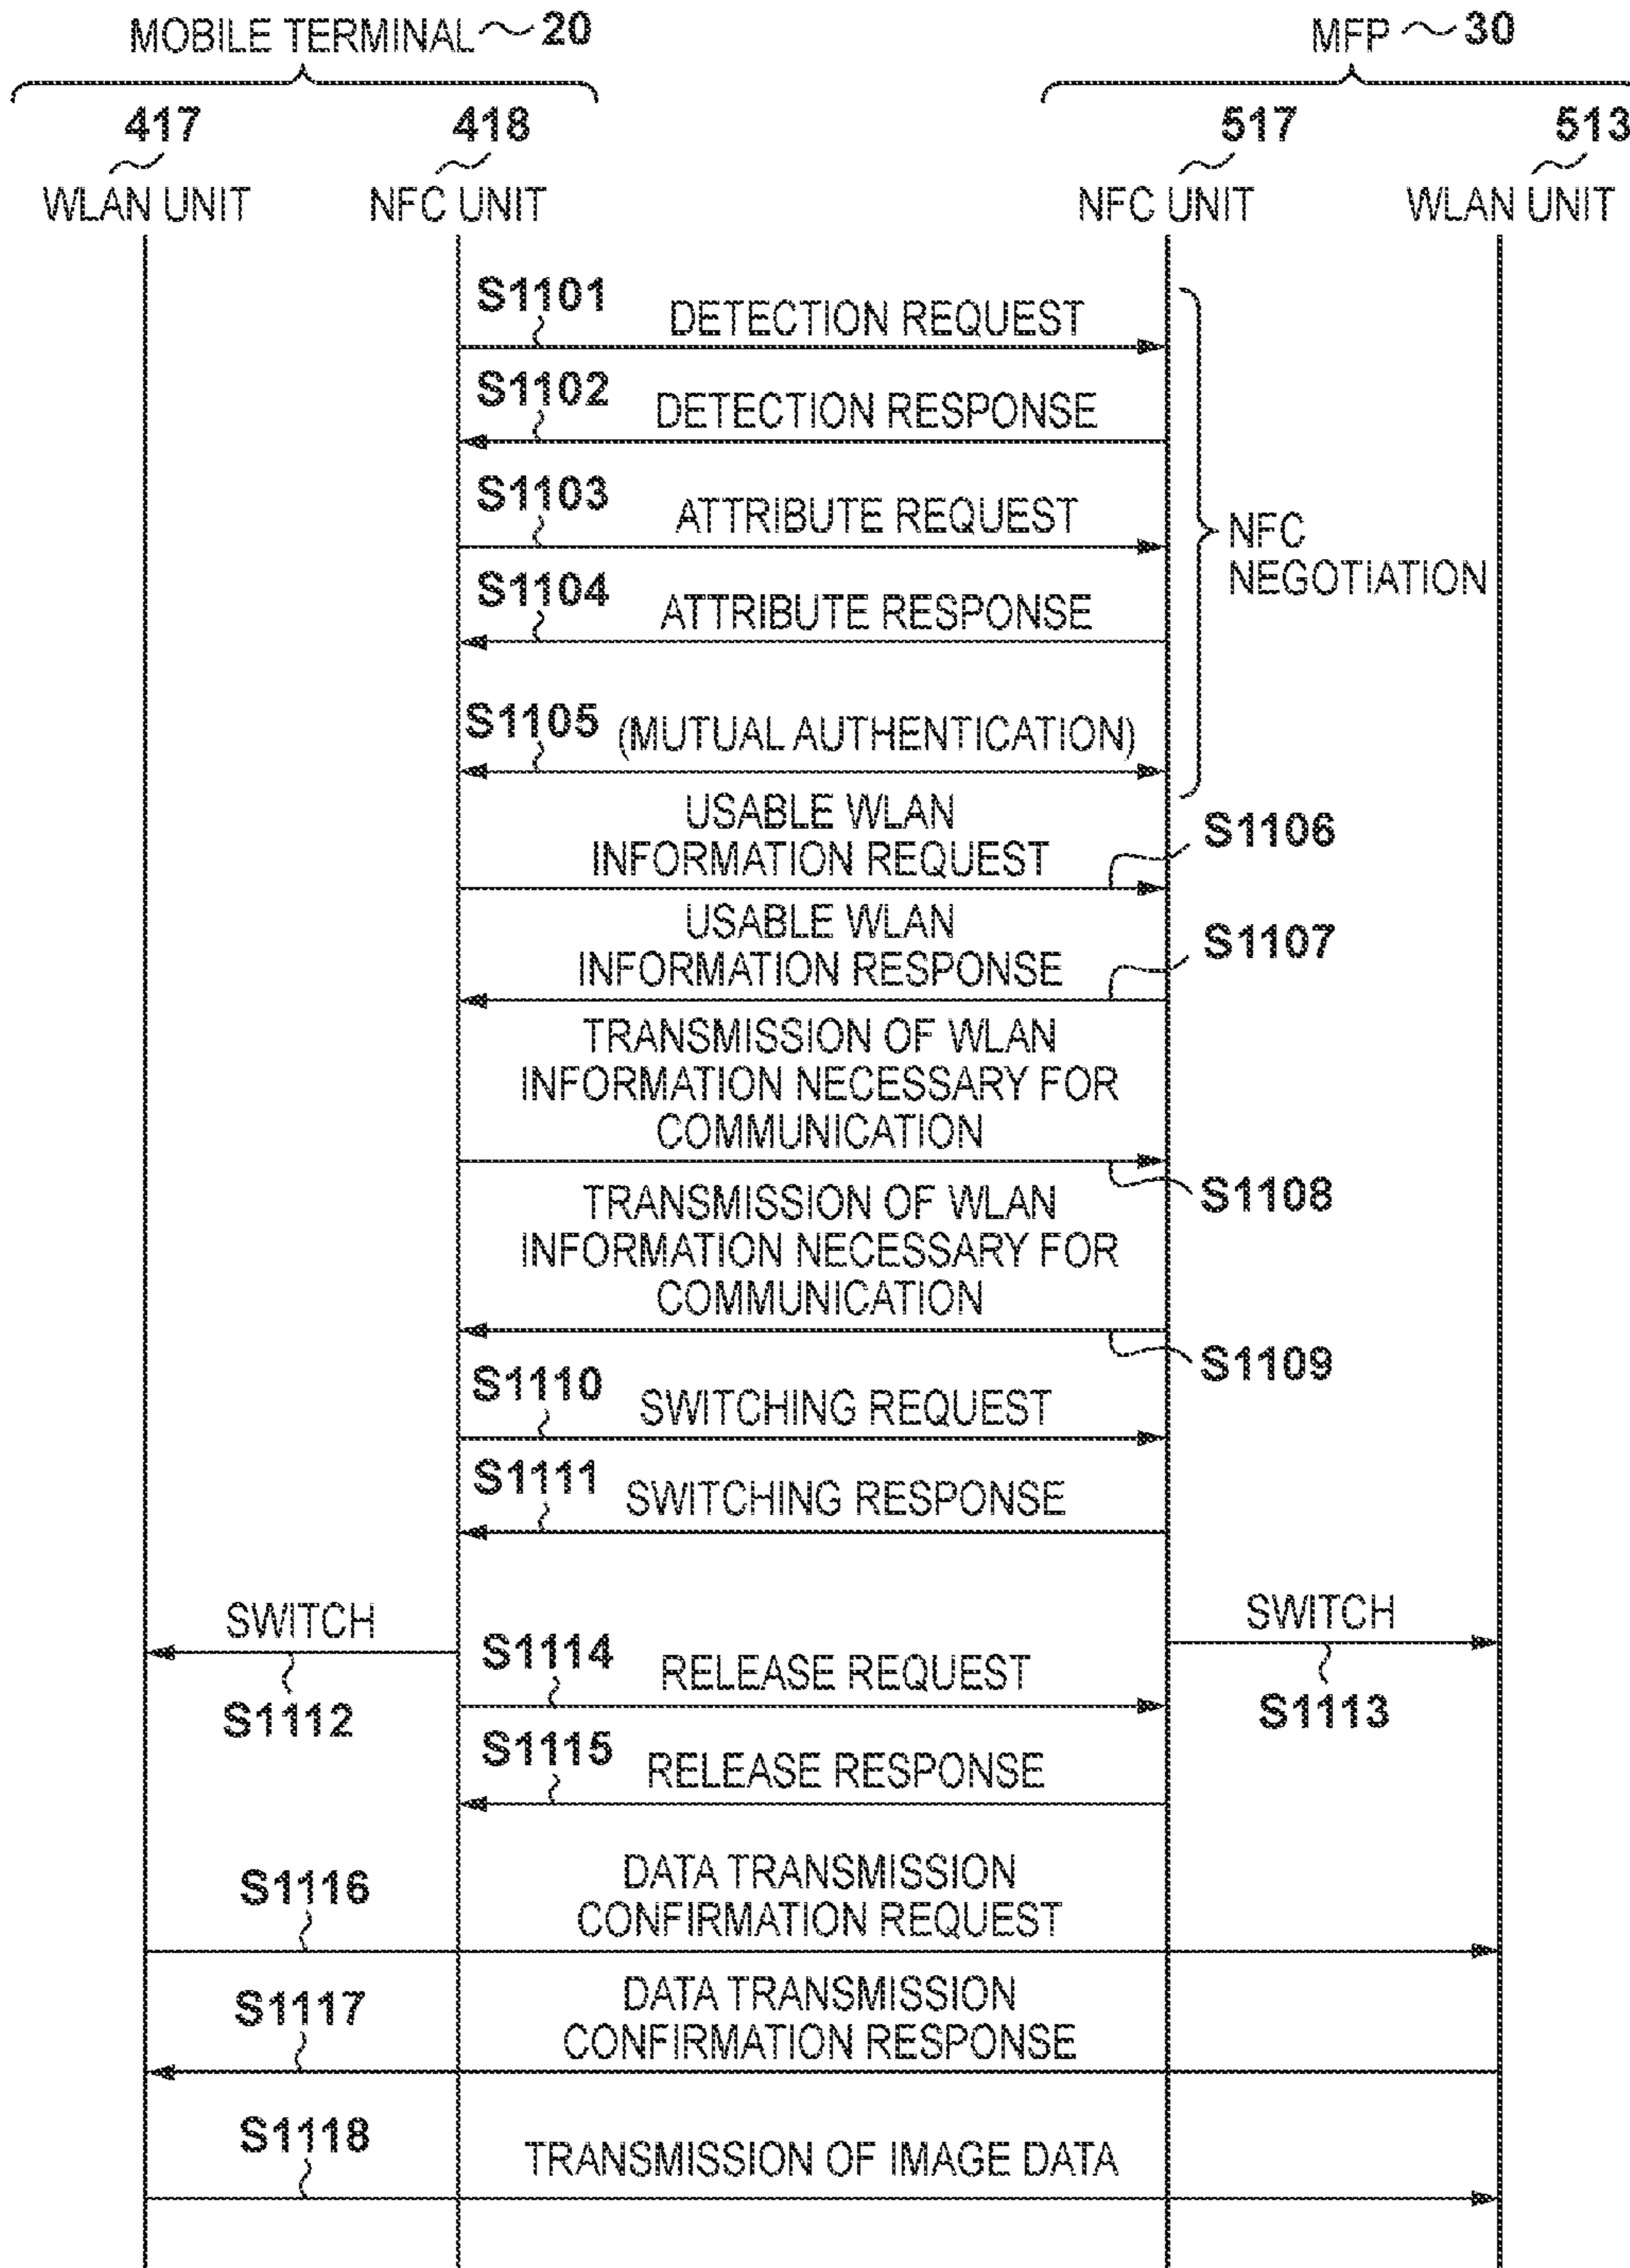 MOBILE TERMINAL 20
MFP 30
417
418
517
513
WLAN UNIT
NFC UNIT
NFC UNIT
WLAN UNIT
S1101
DETECTION REQUEST
S1102
DETECTION RESPONSE
S1103
ATTRIBUTE REQUEST
NFC
NEGOTIATION
S1104
ATTRIBUTE RESPONSE
S1105
(MUTUAL AUTHENTICATION)
USABLE WLAN
INFORMATION REQUEST
S1106
USABLE WLAN
INFORMATION RESPONSE
S1107
TRANSMISSION OF WLAN
INFORMATION NECESSARY FOR
COMMUNICATION
S1108
TRANSMISSION OF WLAN
INFORMATION NECESSARY FOR
COMMUNICATION
S1109
S1110
SWITCHING REQUEST
S1111
SWITCHING RESPONSE
SWITCH
S1112
SWITCH
S1113
S1114
RELEASE REQUEST
S1115
RELEASE RESPONSE
S1116
DATA TRANSMISSION
CONFIRMATION REQUEST
S1117
DATA TRANSMISSION
CONFIRMATION RESPONSE
S1118
TRANSMISSION OF IMAGE DATA